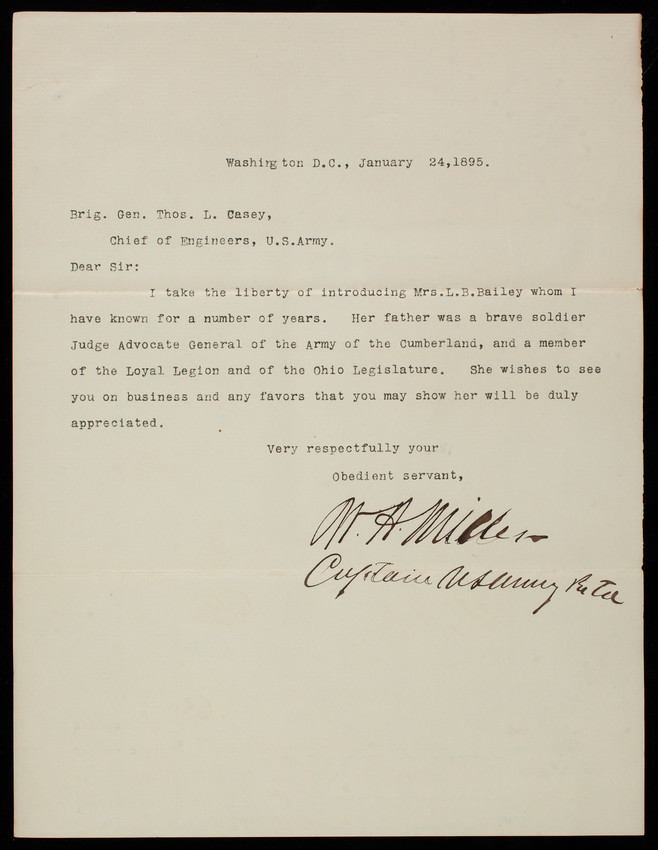 Washington D.C., January 24,1895.
Brig. Gen. Thos. L. Casey,
Chief of Engineers, U.S.Army.
Dear Sir:
I take the liberty of introducing Mrs.L.B.Bailey whom I
have known for a number of years. Her father was a brave soldier
Judge Advocate General of the Army of the Cumberland, and a member
of the Loyal Legion and of the Ohio Legislature. She wishes to see
you on business and any favors that you may show her will be duly
appreciated.
Very respectfully your
Obedient servant,
W. H. Miller
Captain U S Army